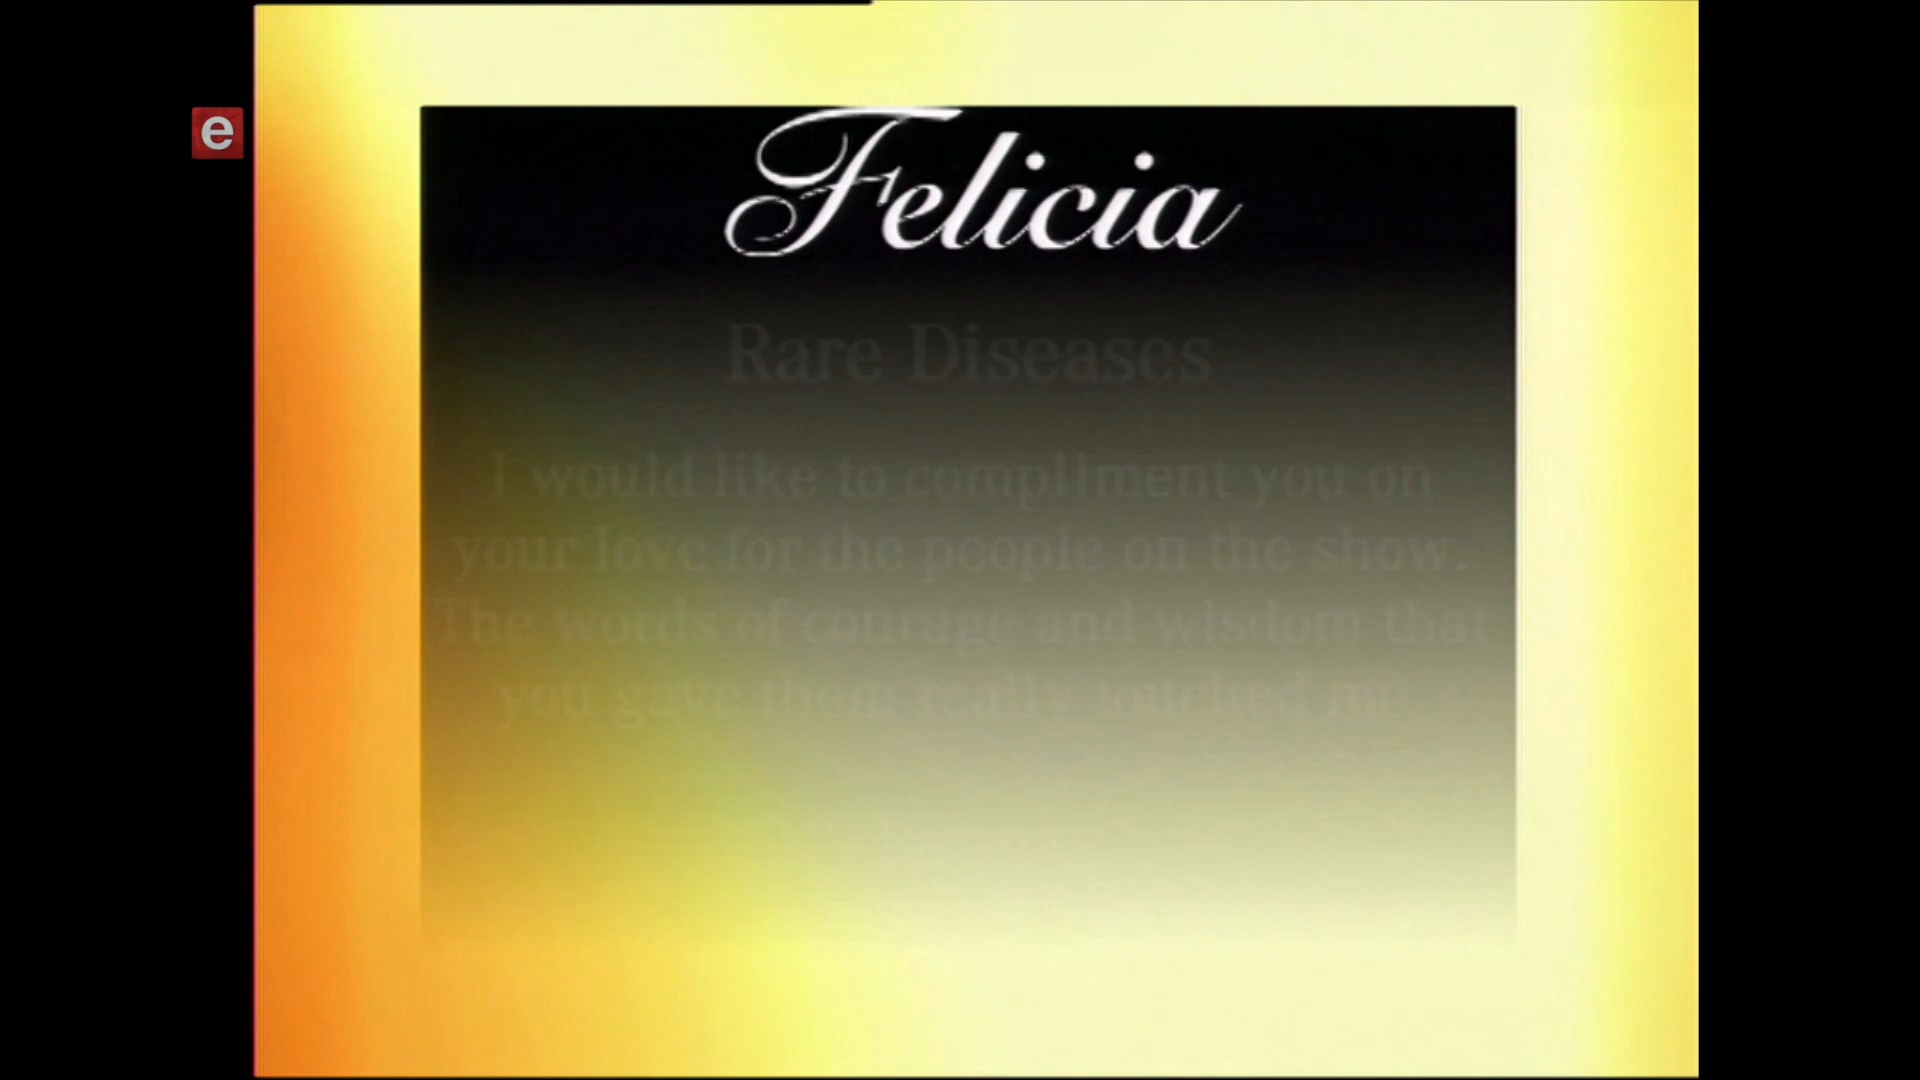 e
Felicia
Rare Diseases
I would like to compliment you on
your love for the people on the show.
The words of courage and wisdom that
you gave them really touched me